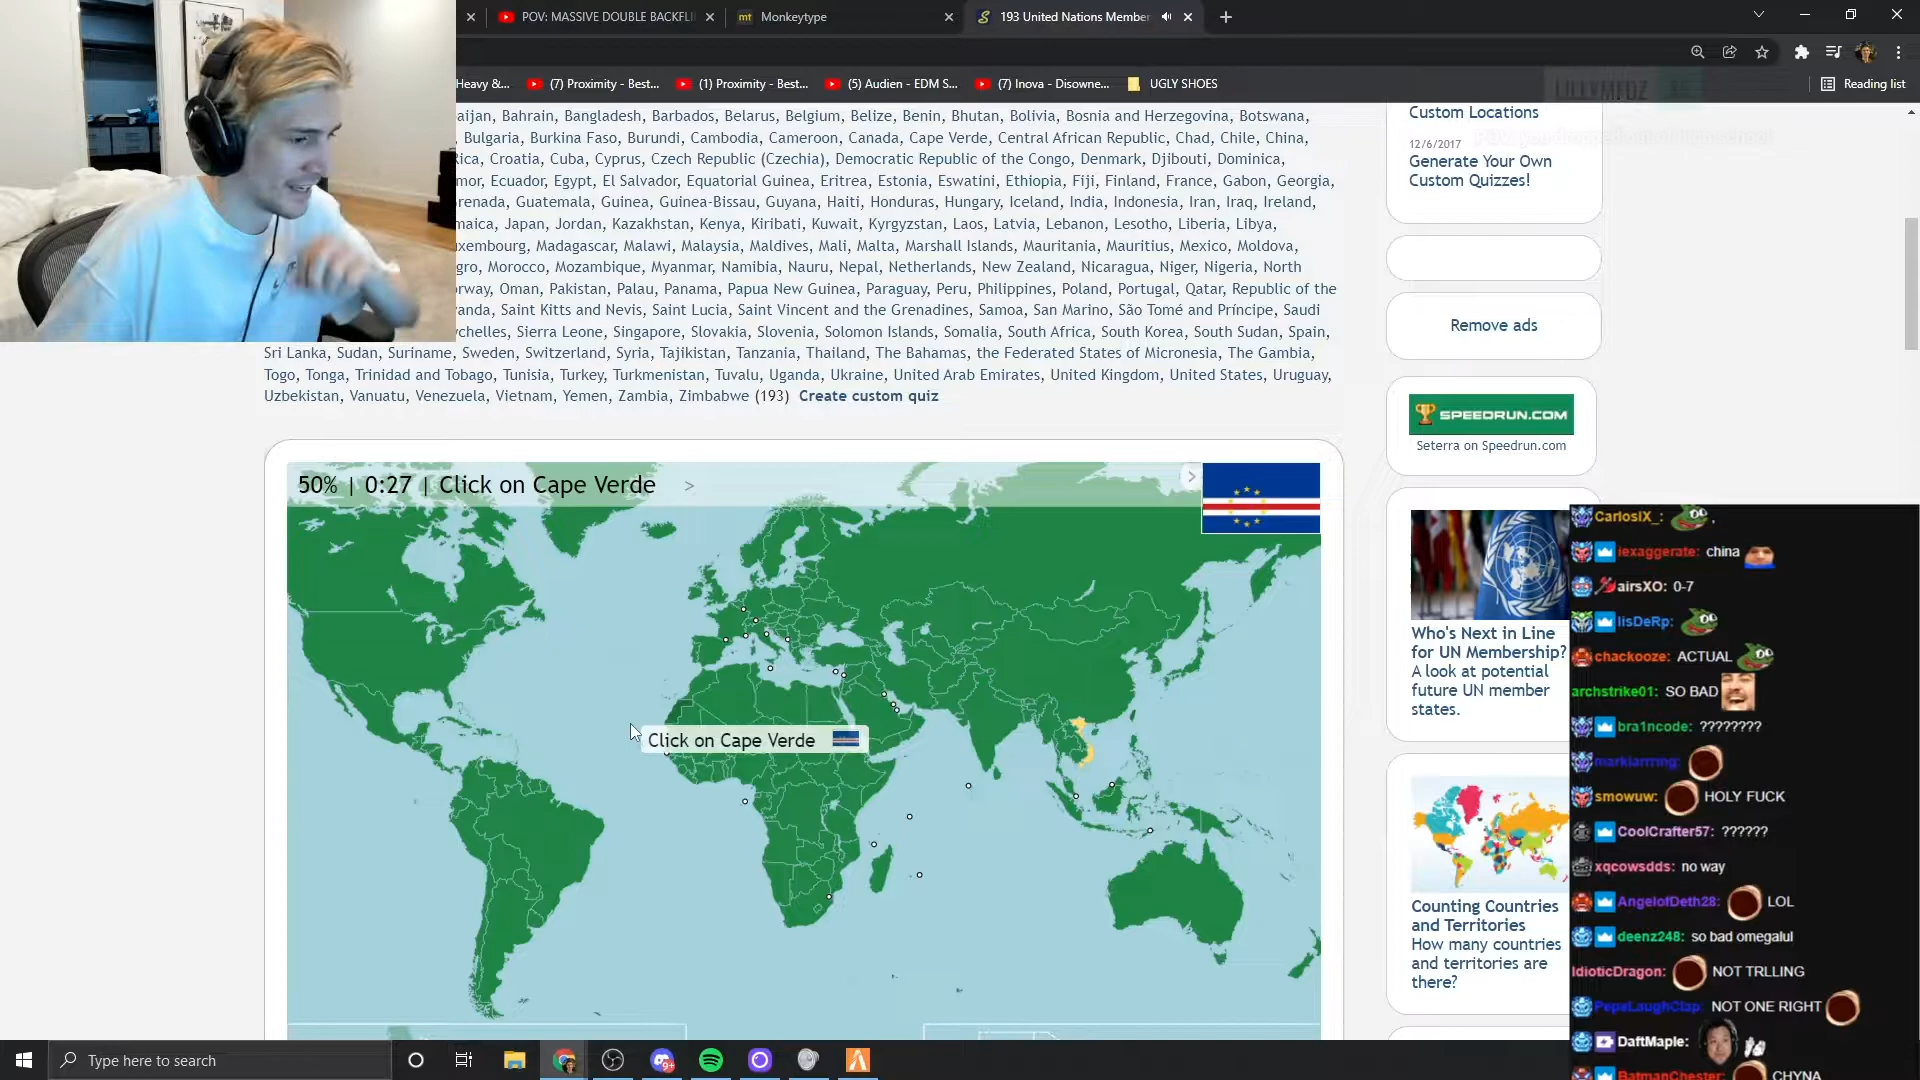 POV: MASSIVE DOUBLE BACKFLI
mt Monkeytype
193 United Nations Member
Heavy &...
(7) Proximity - Best...
(1) Proximity - Best...
(5) Audien - EDM S...
(7) Inova - Disowne...
UGLY SHOES
Reading list
aijan, Bahrain, Bangladesh, Barbados, Belarus, Belgium, Belize, Benin, Bhutan, Bolivia, Bosnia and Herzegovina, Botswana,
, Bulgaria, Burkina Faso, Burundi, Cambodia, Cameroon, Canada, Cape Verde, Central African Republic, Chad, Chile, China,
Rica, Croatia, Cuba, Cyprus, Czech Republic (Czechia), Democratic Republic of the Congo, Denmark, Djibouti, Dominica,
mor, Ecuador, Egypt, El Salvador, Equatorial Guinea, Eritrea, Estonia, Eswatini, Ethiopia, Fiji, Finland, France, Gabon, Georgia,
Grenada, Guatemala, Guinea, Guinea-Bissau, Guyana, Haiti, Honduras, Hungary, Iceland, India, Indonesia, Iran, Iraq, Ireland,
maica, Japan, Jordan, Kazakhstan, Kenya, Kiribati, Kuwait, Kyrgyzstan, Laos, Latvia, Lebanon, Lesotho, Liberia, Libya,
uxembourg, Madagascar, Malawi, Malaysia, Maldives, Mali, Malta, Marshall Islands, Mauritania, Mauritius, Mexico, Moldova,
gro, Morocco, Mozambique, Myanmar, Namibia, Nauru, Nepal, Netherlands, New Zealand, Nicaragua, Niger, Nigeria, North
orway, Oman, Pakistan, Palau, Panama, Papua New Guinea, Paraguay, Peru, Philippines, Poland, Portugal, Qatar, Republic of the
anda, Saint Kitts and Nevis, Saint Lucia, Saint Vincent and the Grenadines, Samoa, San Marino, São Tomé and Príncipe, Saudi
ychelles, Sierra Leone, Singapore, Slovakia, Slovenia, Solomon Islands, Somalia, South Africa, South Korea, South Sudan, Spain,
Sri Lanka, Sudan, Suriname, Sweden, Switzerland, Syria, Tajikistan, Tanzania, Thailand, The Bahamas, the Federated States of Micronesia, The Gambia,
Togo, Tonga, Trinidad and Tobago, Tunisia, Turkey, Turkmenistan, Tuvalu, Uganda, Ukraine, United Arab Emirates, United Kingdom, United States, Uruguay,
Uzbekistan, Vanuatu, Venezuela, Vietnam, Yemen, Zambia, Zimbabwe (193) Create custom quiz
50% | 0:27 | Click on Cape Verde >
Click on Cape Verde
Custom Locations
12/6/2017
Generate Your Own
Custom Quizzes!
Remove ads
SPEEDRUN.COM
Seterra on Speedrun.com
Who's Next in Line
for UN Membership?
A look at potential
future UN member
states.
Counting Countries
and Territories
How many countries
and territories are
there?
CarlosIX_: ,
iexaggerate: china
airsXO: 0-7
lisDeRp:
chackooze: ACTUAL
archstrike01: SO BAD
bra1ncode: ????????
markiarrring:
smowuw: HOLY FUCK
CoolCrafter57: ??????
xqcowsdds: no way
AngelofDeth28: LOL
deenz248: so bad omegalul
IdioticDragon: NOT TRLLING
PepeLaughClap: NOT ONE RIGHT
DaftMaple:
BatmanChester: CHYNA
Type here to search
9+